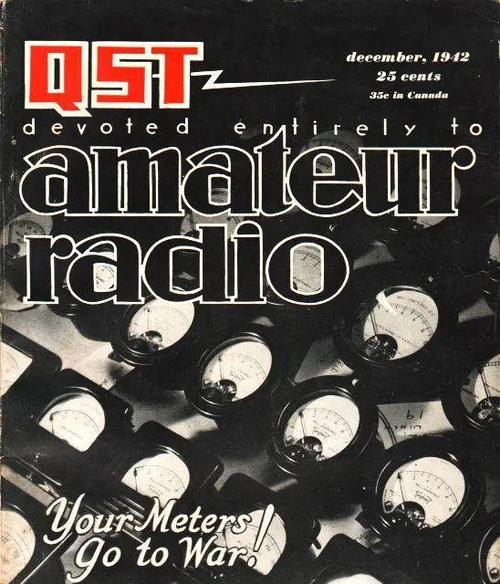 QST
december, 1942
25 cents
35c in Canada
devoted entirely to
amateur
radio
Your Meters
go to War!